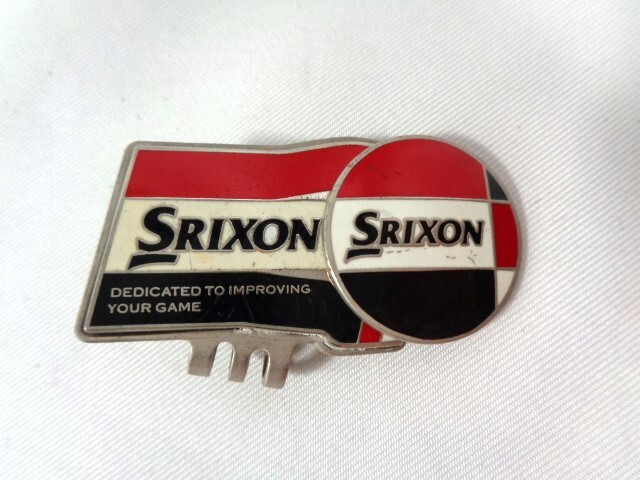 SRIXON
DEDICATED TO IMPROVING
YOUR GAME
SRIXON